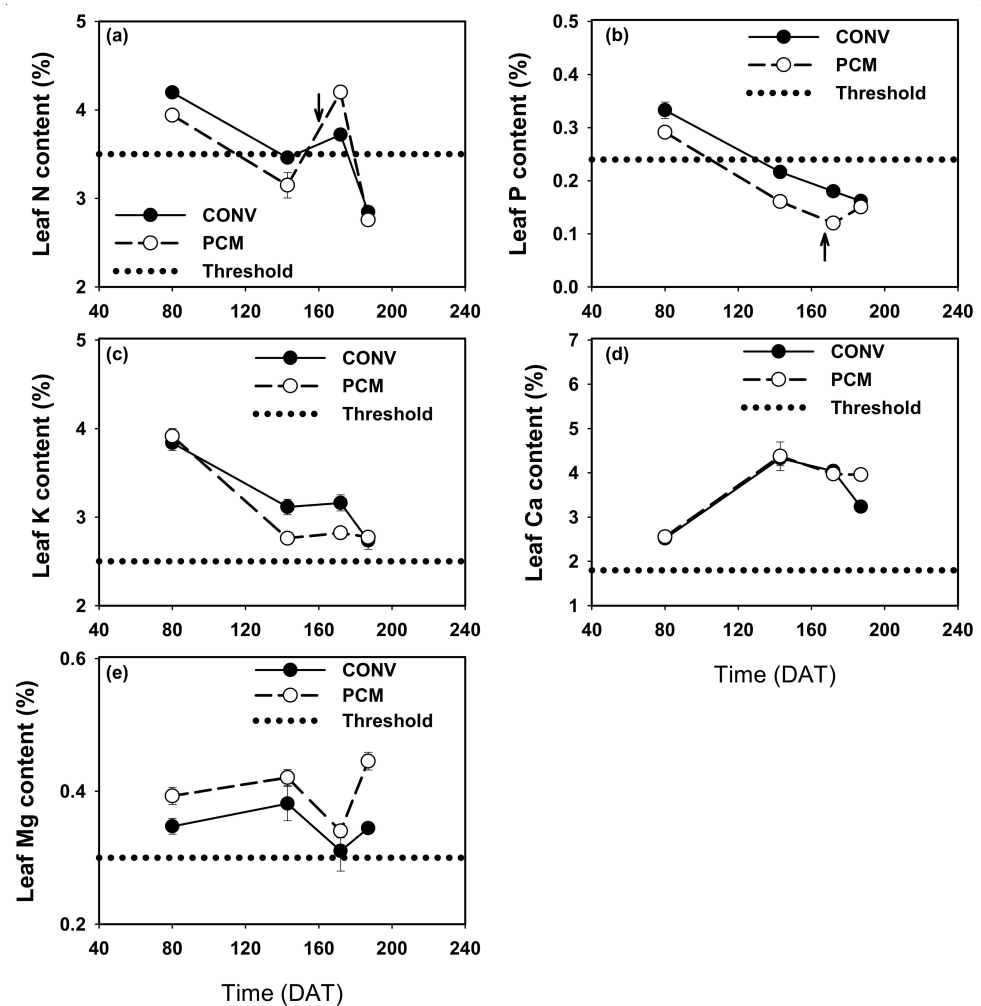 (a)
Leaf N content (%)
5
4
3
2
CONV
PCM
Threshold
40 80 120 160 200 240
(b)
Leaf P content (%)
0.5
0.4
0.3
0.2
0.1
0.0
CONV
PCM
Threshold
40 80 120 160 200 240
(c)
Leaf K content (%)
5
4
3
2
CONV
PCM
Threshold
40 80 120 160 200 240
(d)
Leaf Ca content (%)
7
6
5
4
3
2
1
CONV
PCM
Threshold
40 80 120 160 200 240
Time (DAT)
(e)
Leaf Mg content (%)
0.6
0.4
0.2
CONV
PCM
Threshold
40 80 120 160 200 240
Time (DAT)